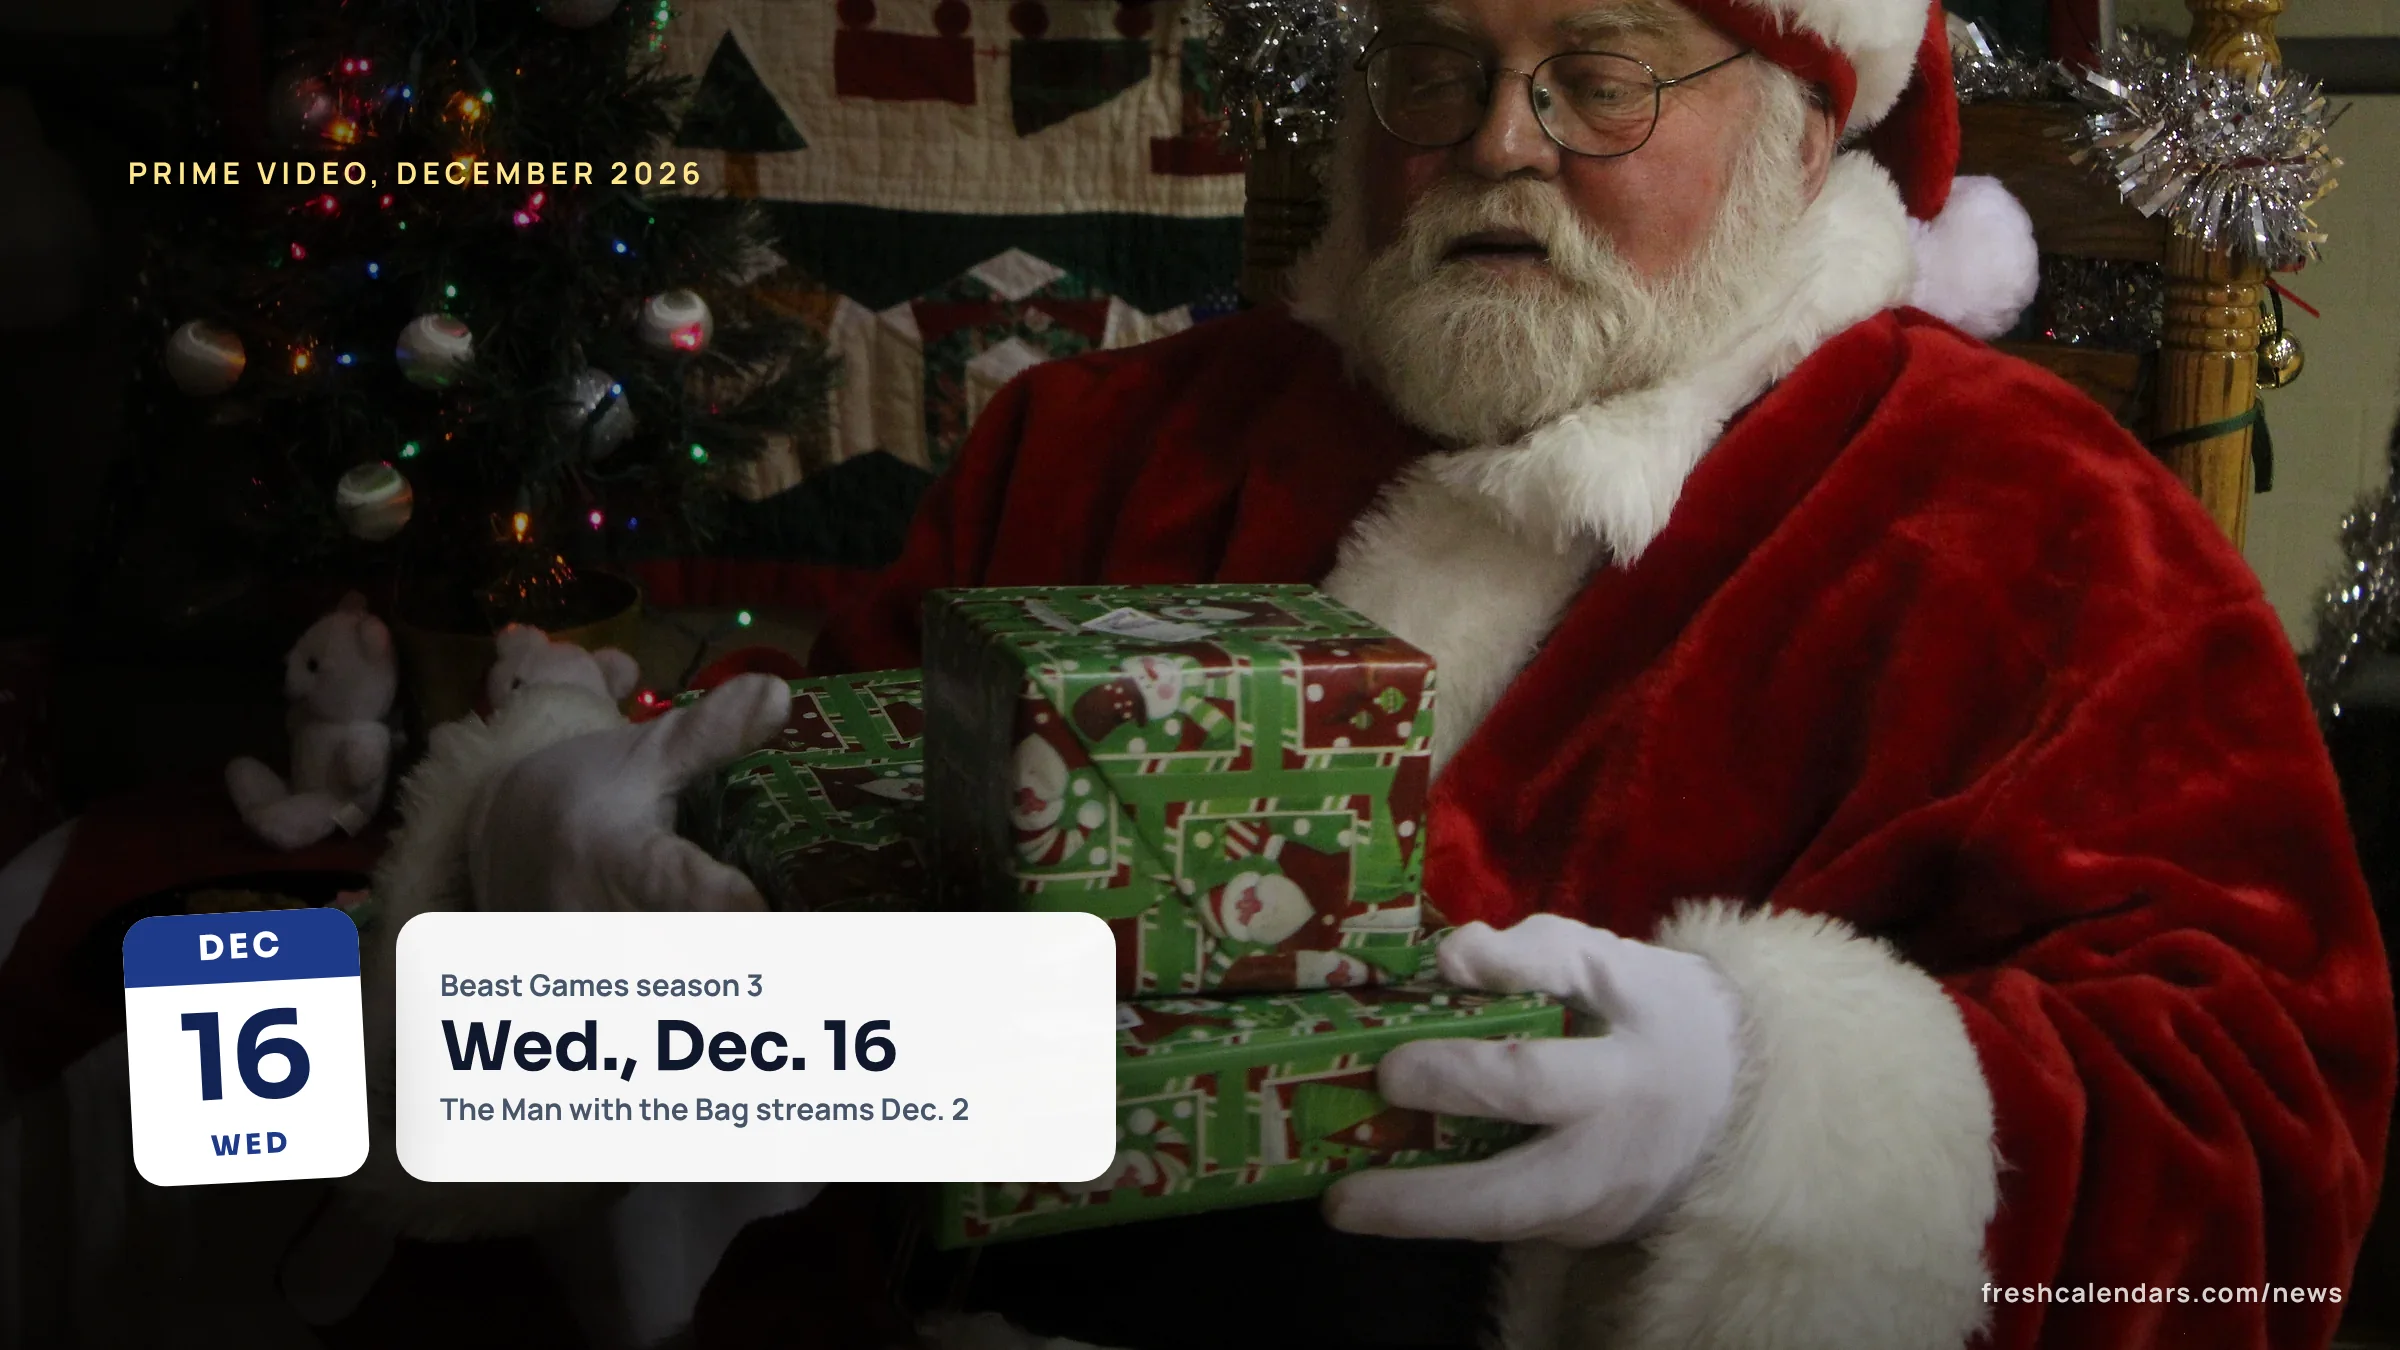 PRIME VIDEO, DECEMBER 2026
DEC
16
WED
Beast Games season 3
Wed., Dec. 16
The Man with the Bag streams Dec. 2
freshcalendars.com/news